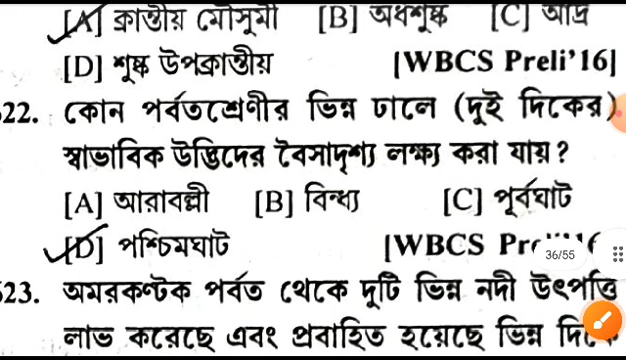 [A] ক্রান্তীয় মৌসুমী [B] অর্ধশুষ্ক [C] আর্দ্র
[D] শুষ্ক উপক্রান্তীয় [WBCS Preli'16]
22. কোন পর্বতশ্রেণীর ভিন্ন ঢালে (দুই দিকের)
স্বাভাবিক উদ্ভিদের বৈসাদৃশ্য লক্ষ্য করা যায়?
[A] আরাবল্লী [B] বিন্ধ্য [C] পূর্বঘাট
[D] পশ্চিমঘাট [WBCS
36/55
23. অমরকণ্টক পর্বত থেকে দুটি ভিন্ন নদী উৎপত্তি
লাভ করেছে এবং প্রবাহিত হয়েছে ভিন্ন